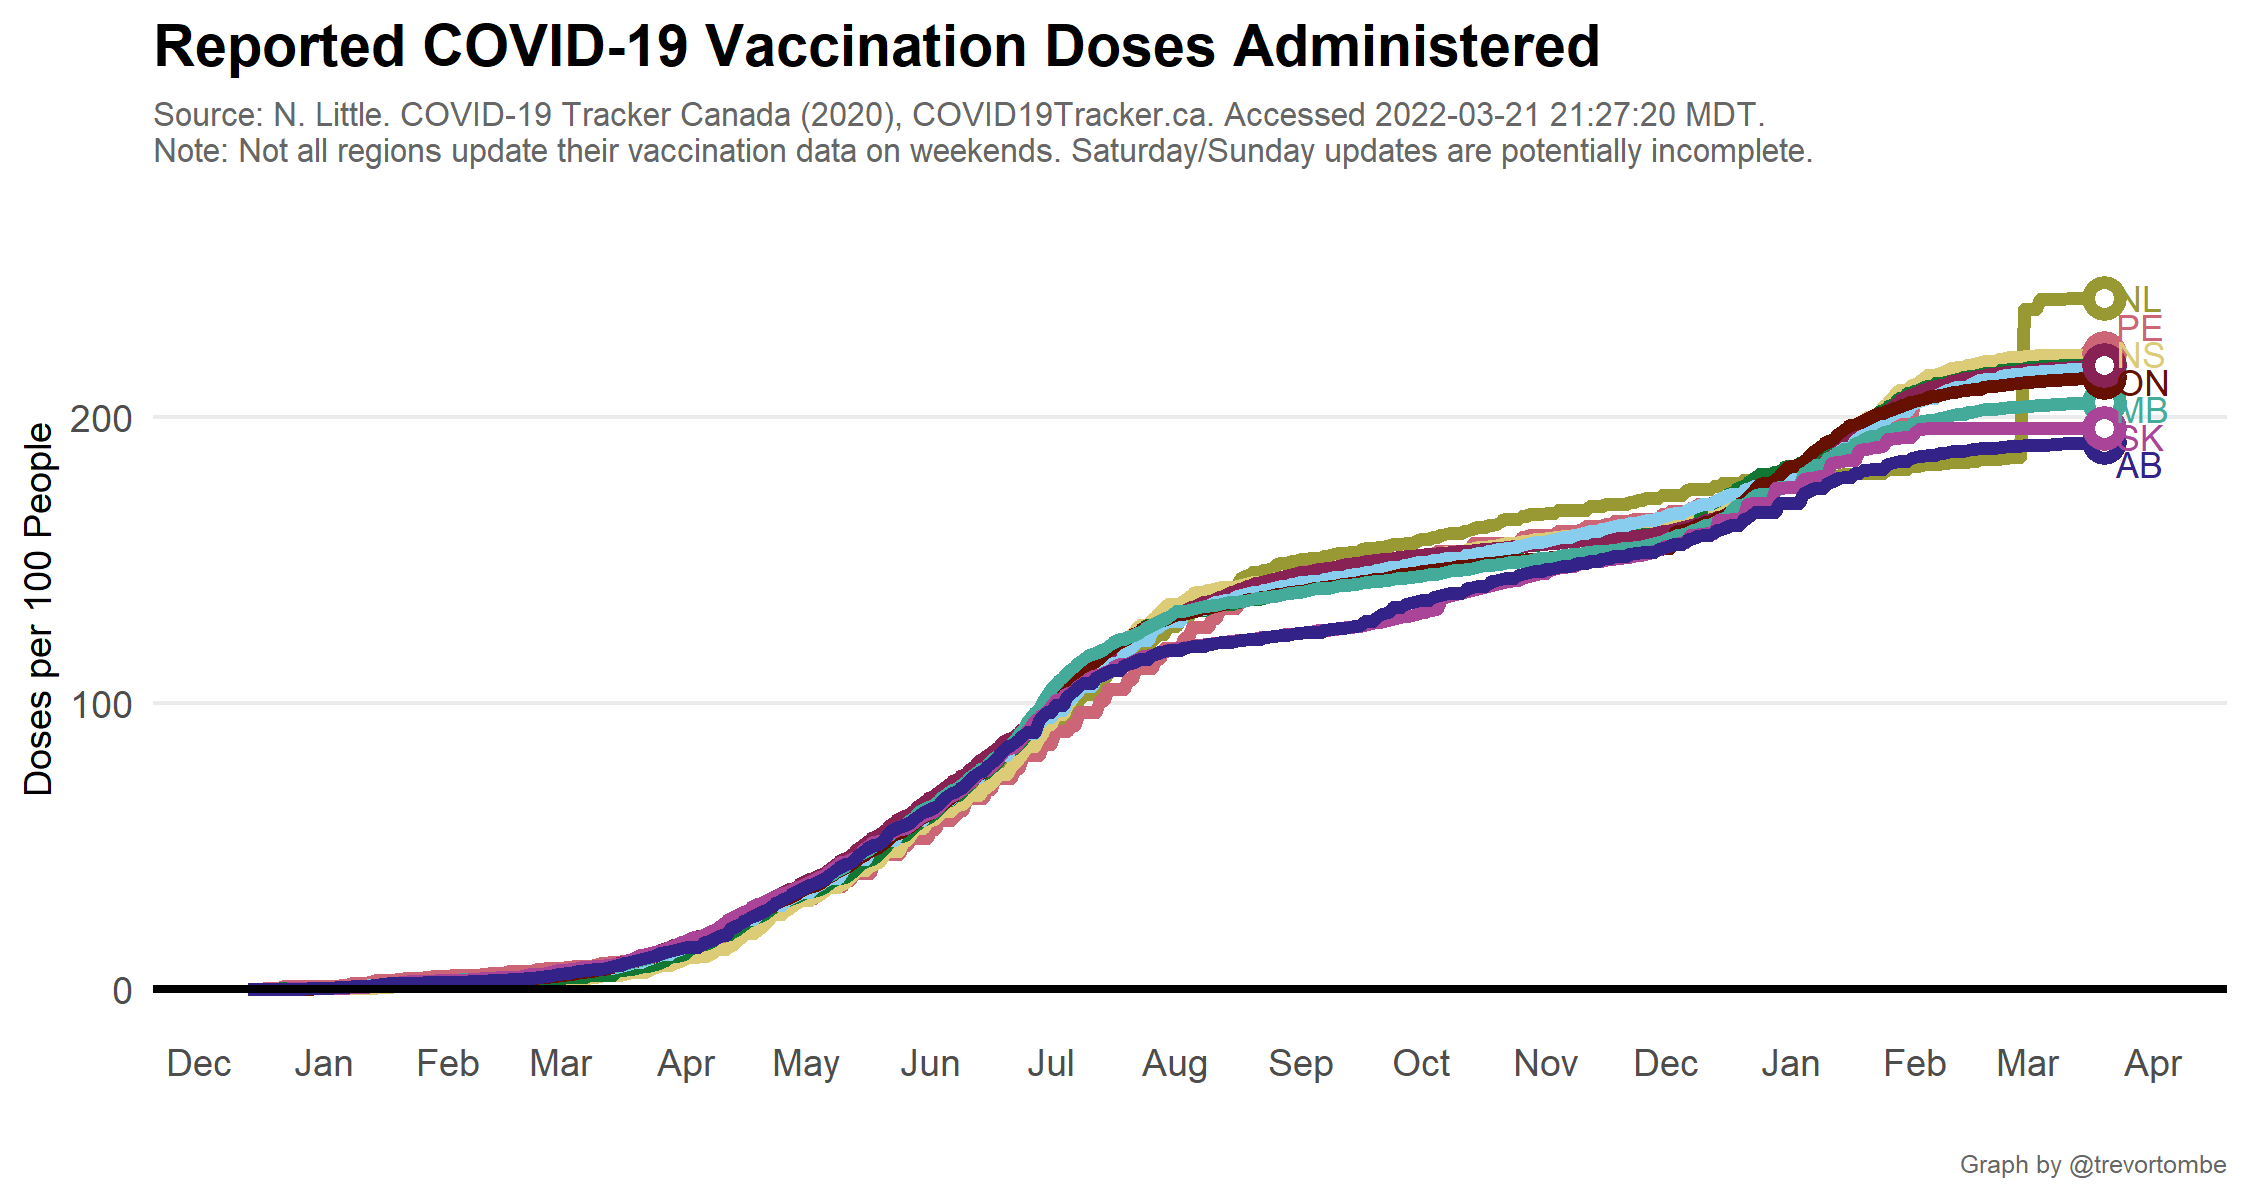 Reported COVID-19 Vaccination Doses Administered
Source: N. Little. COVID-19 Tracker Canada (2020), COVID19Tracker.ca. Accessed 2022-03-21 21:27:20 MDT.
Note: Not all regions update their vaccination data on weekends. Saturday/Sunday updates are potentially incomplete.
Doses per 100 People
200
100
0
NL
PE
NS
ON
MB
SK
AB
Dec Jan Feb Mar Apr May Jun Jul Aug Sep Oct Nov Dec Jan Feb Mar Apr
Graph by @trevortombe